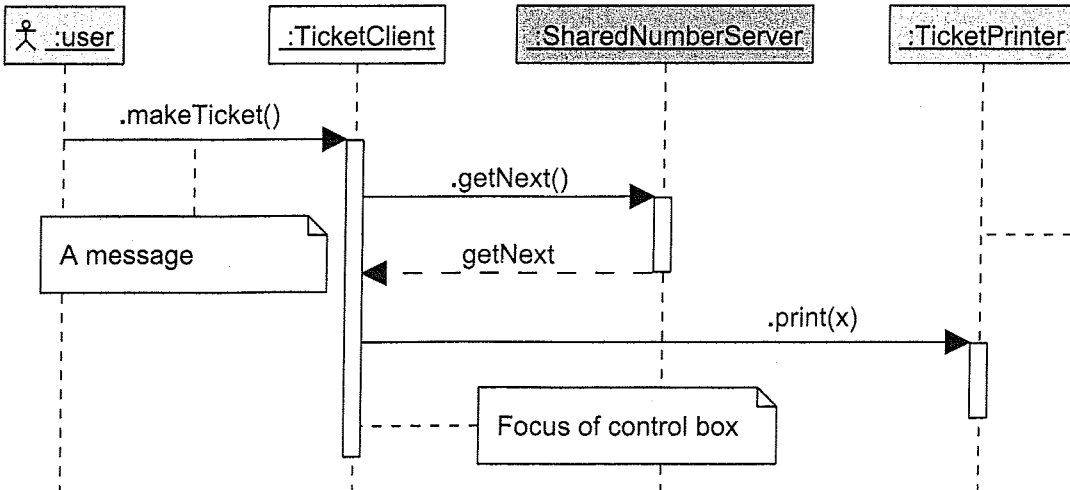 :user
:TicketClient
:SharedNumberServer
:TicketPrinter
.makeTicket()
.getNext()
A message
getNext
.print(x)
Focus of control box